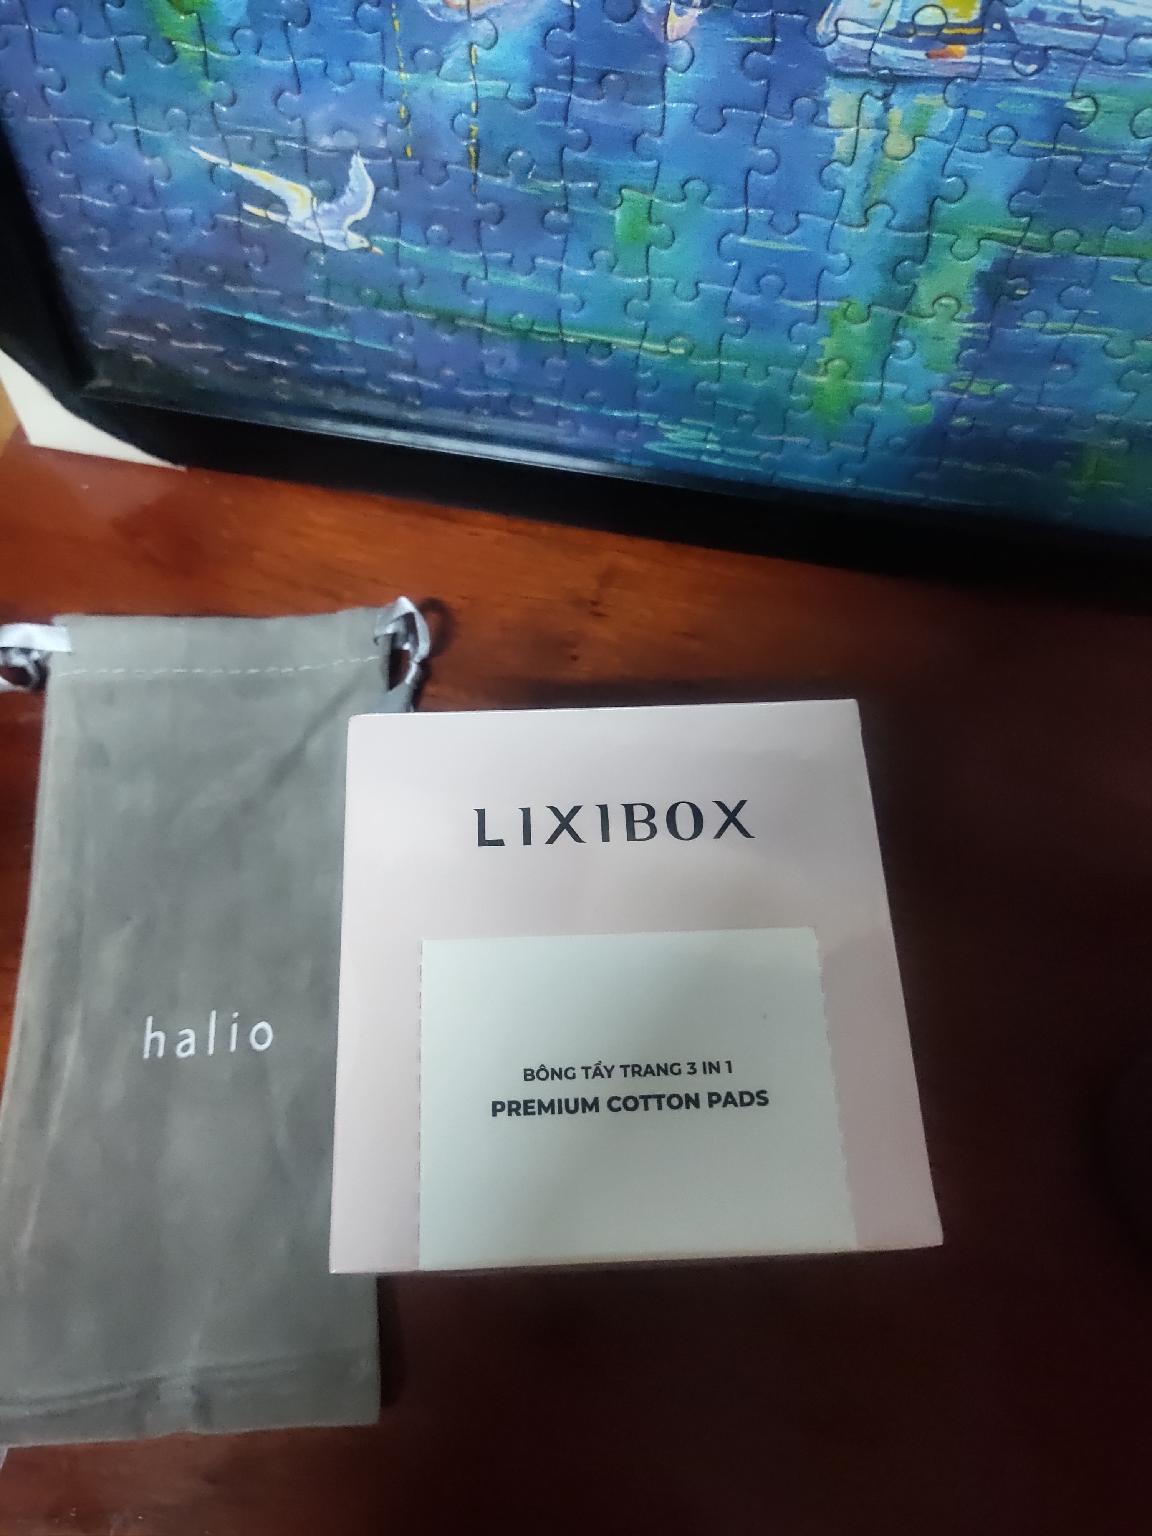 LIXIBOX
halio
BÔNG TẨY TRANG 3 IN 1
PREMIUM COTTON PADS